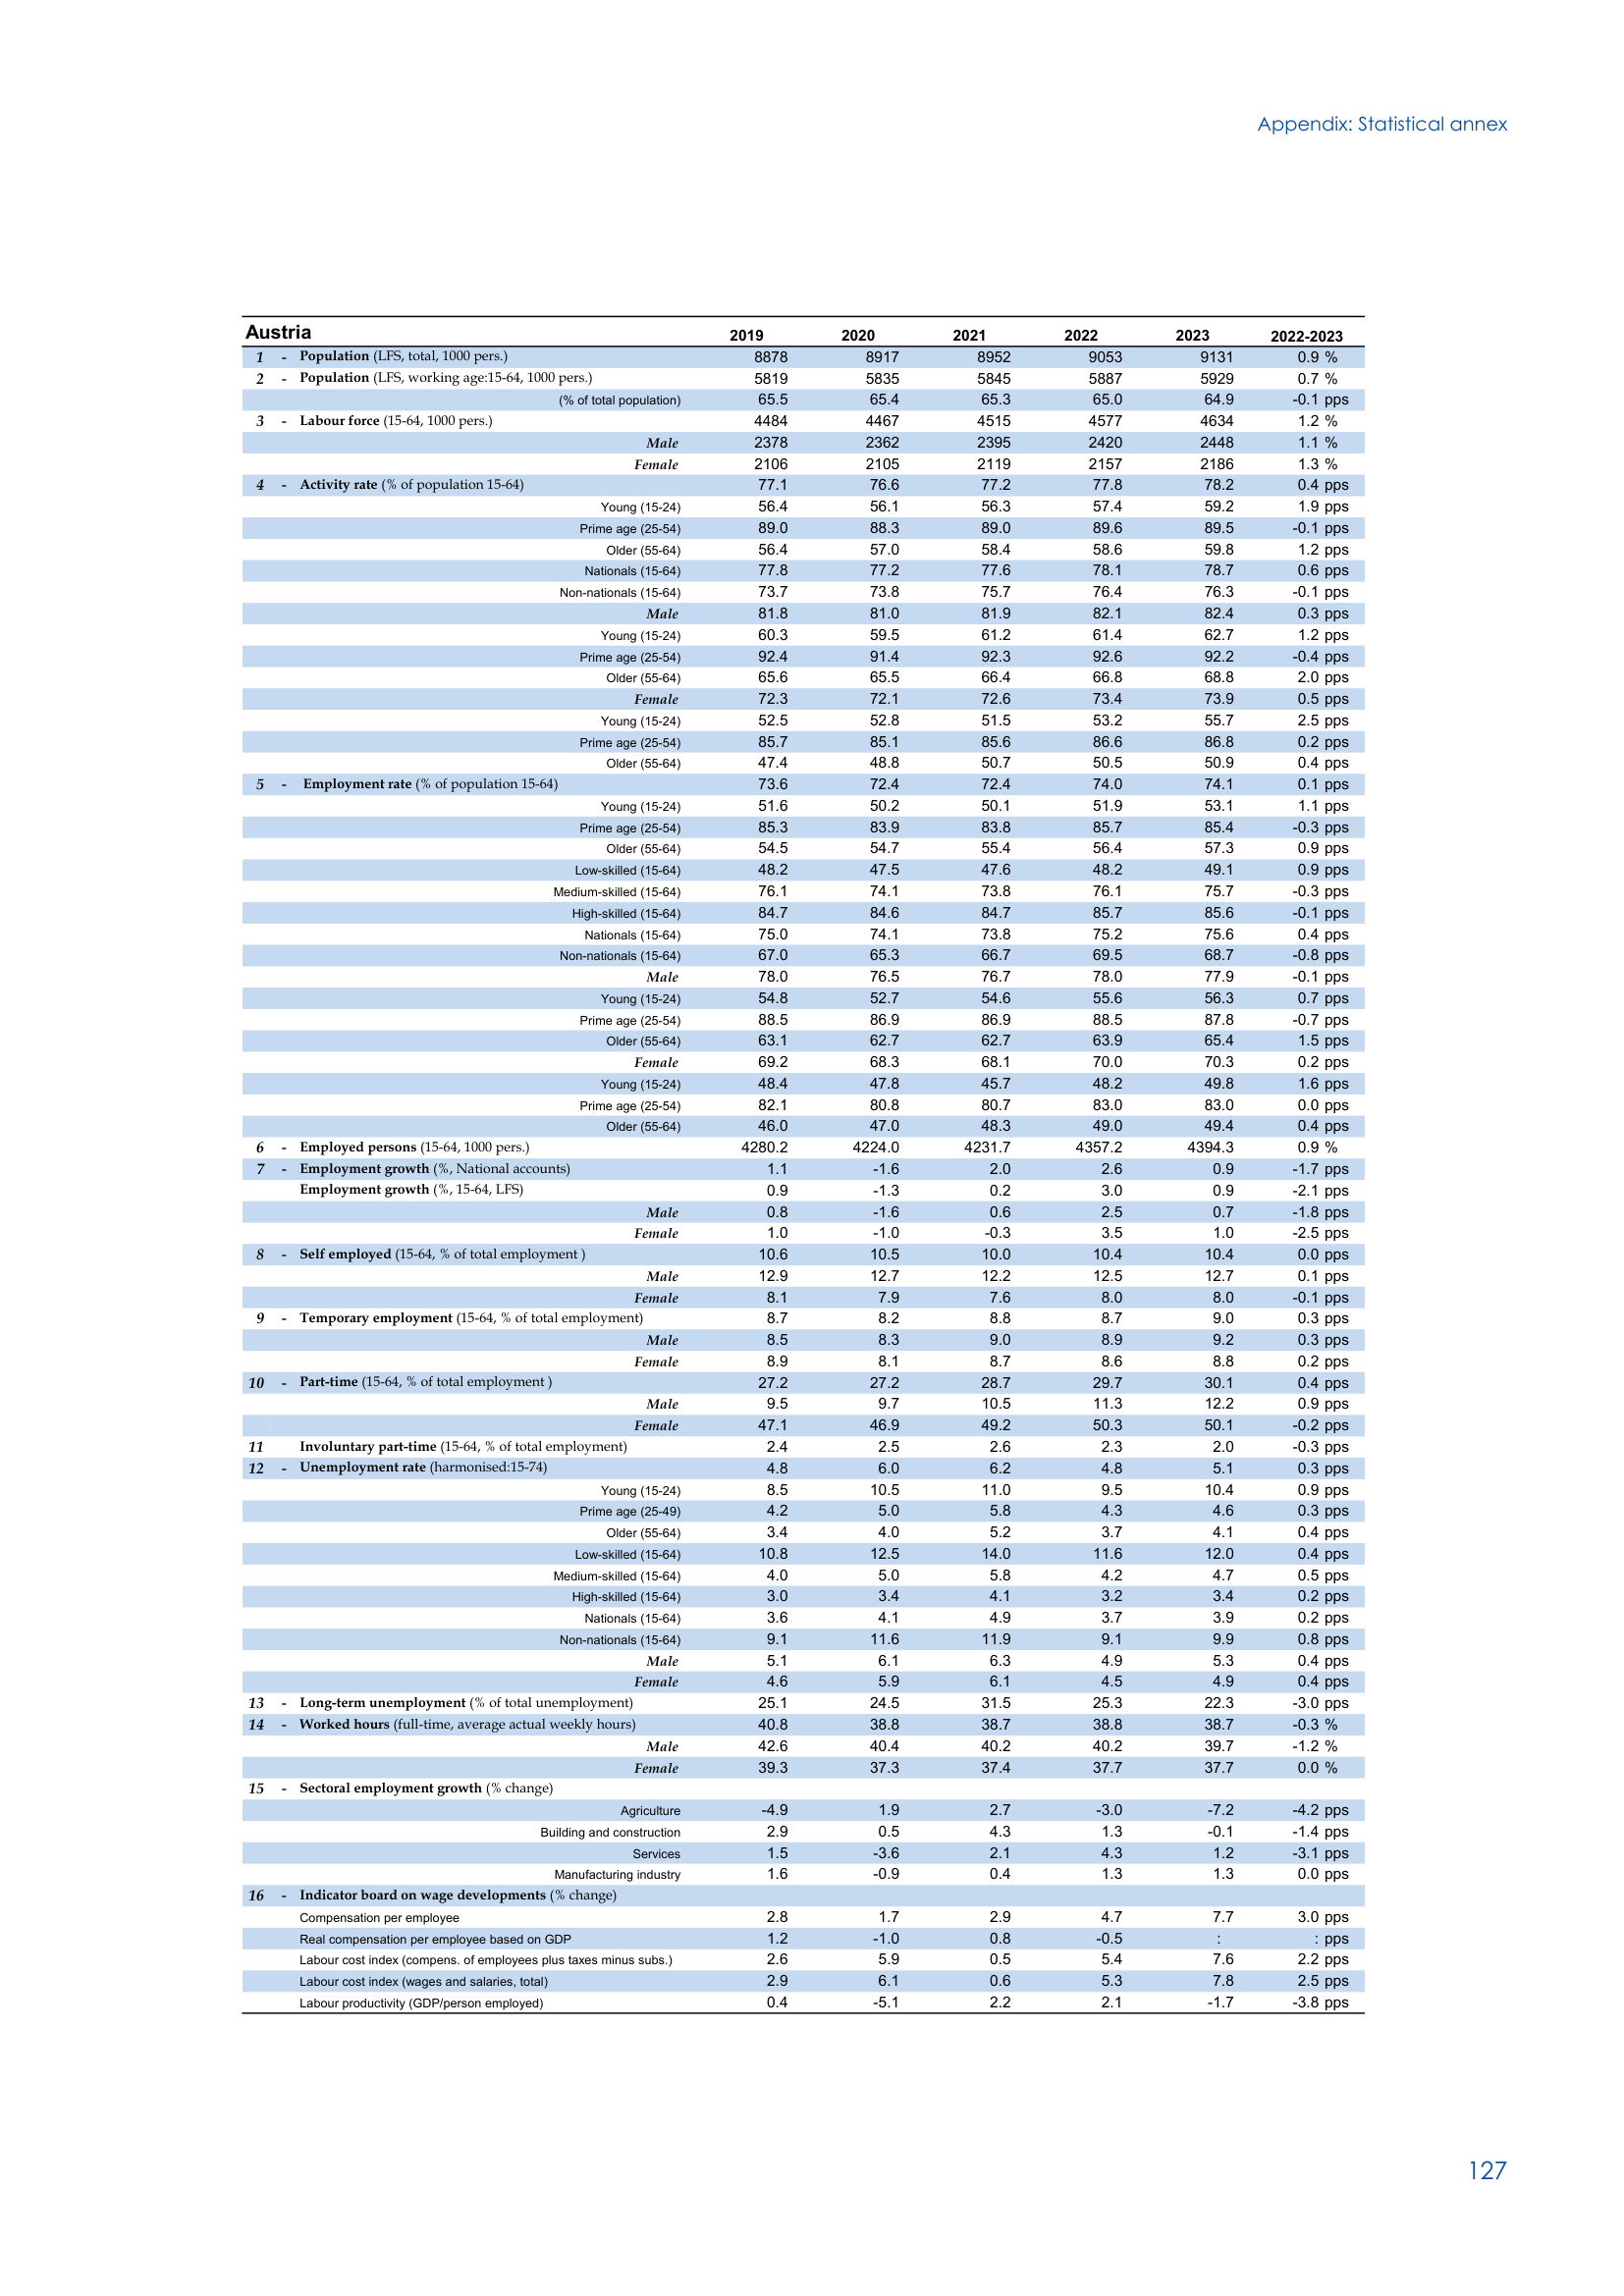 Appendix: Statistical annex
Austria 2019 2020 2021 2022 2023 2022-2023
1 - Population (LFS, total, 1000 pers.) 8878 8917 8952 9053 9131 0.9 %
2 - Population (LFS, working age:15-64, 1000 pers.) 5819 5835 5845 5887 5929 0.7 %
(% of total population) 65.5 65.4 65.3 65.0 64.9 -0.1 pps
3 - Labour force (15-64, 1000 pers.) 4484 4467 4515 4577 4634 1.2 %
Male 2378 2362 2395 2420 2448 1.1 %
Female 2106 2105 2119 2157 2186 1.3 %
4 - Activity rate (% of population 15-64) 77.1 76.6 77.2 77.8 78.2 0.4 pps
Young (15-24) 56.4 56.1 56.3 57.4 59.2 1.9 pps
Prime age (25-54) 89.0 88.3 89.0 89.6 89.5 -0.1 pps
Older (55-64) 56.4 57.0 58.4 58.6 59.8 1.2 pps
Nationals (15-64) 77.8 77.2 77.6 78.1 78.7 0.6 pps
Non-nationals (15-64) 73.7 73.8 75.7 76.4 76.3 -0.1 pps
Male 81.8 81.0 81.9 82.1 82.4 0.3 pps
Young (15-24) 60.3 59.5 61.2 61.4 62.7 1.2 pps
Prime age (25-54) 92.4 91.4 92.3 92.6 92.2 -0.4 pps
Older (55-64) 65.6 65.5 66.4 66.8 68.8 2.0 pps
Female 72.3 72.1 72.6 73.4 73.9 0.5 pps
Young (15-24) 52.5 52.8 51.5 53.2 55.7 2.5 pps
Prime age (25-54) 85.7 85.1 85.6 86.6 86.8 0.2 pps
Older (55-64) 47.4 48.8 50.7 50.5 50.9 0.4 pps
5 - Employment rate (% of population 15-64) 73.6 72.4 72.4 74.0 74.1 0.1 pps
Young (15-24) 51.6 50.2 50.1 51.9 53.1 1.1 pps
Prime age (25-54) 85.3 83.9 83.8 85.7 85.4 -0.3 pps
Older (55-64) 54.5 54.7 55.4 56.4 57.3 0.9 pps
Low-skilled (15-64) 48.2 47.5 47.6 48.2 49.1 0.9 pps
Medium-skilled (15-64) 76.1 74.1 73.8 76.1 75.7 -0.3 pps
High-skilled (15-64) 84.7 84.6 84.7 85.7 85.6 -0.1 pps
Nationals (15-64) 75.0 74.1 73.8 75.2 75.6 0.4 pps
Non-nationals (15-64) 67.0 65.3 66.7 69.5 68.7 -0.8 pps
Male 78.0 76.5 76.7 78.0 77.9 -0.1 pps
Young (15-24) 54.8 52.7 54.6 55.6 56.3 0.7 pps
Prime age (25-54) 88.5 86.9 86.9 88.5 87.8 -0.7 pps
Older (55-64) 63.1 62.7 62.7 63.9 65.4 1.5 pps
Female 69.2 68.3 68.1 70.0 70.3 0.2 pps
Young (15-24) 48.4 47.8 45.7 48.2 49.8 1.6 pps
Prime age (25-54) 82.1 80.8 80.7 83.0 83.0 0.0 pps
Older (55-64) 46.0 47.0 48.3 49.0 49.4 0.4 pps
6 - Employed persons (15-64, 1000 pers.) 4280.2 4224.0 4231.7 4357.2 4394.3 0.9 %
7 - Employment growth (%, National accounts) 1.1 -1.6 2.0 2.6 0.9 -1.7 pps
Employment growth (%, 15-64, LFS) 0.9 -1.3 0.2 3.0 0.9 -2.1 pps
Male 0.8 -1.6 0.6 2.5 0.7 -1.8 pps
Female 1.0 -1.0 -0.3 3.5 1.0 -2.5 pps
8 - Self employed (15-64, % of total employment ) 10.6 10.5 10.0 10.4 10.4 0.0 pps
Male 12.9 12.7 12.2 12.5 12.7 0.1 pps
Female 8.1 7.9 7.6 8.0 8.0 -0.1 pps
9 - Temporary employment (15-64, % of total employment) 8.7 8.2 8.8 8.7 9.0 0.3 pps
Male 8.5 8.3 9.0 8.9 9.2 0.3 pps
Female 8.9 8.1 8.7 8.6 8.8 0.2 pps
10 - Part-time (15-64, % of total employment ) 27.2 27.2 28.7 29.7 30.1 0.4 pps
Male 9.5 9.7 10.5 11.3 12.2 0.9 pps
Female 47.1 46.9 49.2 50.3 50.1 -0.2 pps
11 Involuntary part-time (15-64, % of total employment) 2.4 2.5 2.6 2.3 2.0 -0.3 pps
12 - Unemployment rate (harmonised:15-74) 4.8 6.0 6.2 4.8 5.1 0.3 pps
Young (15-24) 8.5 10.5 11.0 9.5 10.4 0.9 pps
Prime age (25-49) 4.2 5.0 5.8 4.3 4.6 0.3 pps
Older (55-64) 3.4 4.0 5.2 3.7 4.1 0.4 pps
Low-skilled (15-64) 10.8 12.5 14.0 11.6 12.0 0.4 pps
Medium-skilled (15-64) 4.0 5.0 5.8 4.2 4.7 0.5 pps
High-skilled (15-64) 3.0 3.4 4.1 3.2 3.4 0.2 pps
Nationals (15-64) 3.6 4.1 4.9 3.7 3.9 0.2 pps
Non-nationals (15-64) 9.1 11.6 11.9 9.1 9.9 0.8 pps
Male 5.1 6.1 6.3 4.9 5.3 0.4 pps
Female 4.6 5.9 6.1 4.5 4.9 0.4 pps
13 - Long-term unemployment (% of total unemployment) 25.1 24.5 31.5 25.3 22.3 -3.0 pps
14 - Worked hours (full-time, average actual weekly hours) 40.8 38.8 38.7 38.8 38.7 -0.3 %
Male 42.6 40.4 40.2 40.2 39.7 -1.2 %
Female 39.3 37.3 37.4 37.7 37.7 0.0 %
15 - Sectoral employment growth (% change)
Agriculture -4.9 1.9 2.7 -3.0 -7.2 -4.2 pps
Building and construction 2.9 0.5 4.3 1.3 -0.1 -1.4 pps
Services 1.5 -3.6 2.1 4.3 1.2 -3.1 pps
Manufacturing industry 1.6 -0.9 0.4 1.3 1.3 0.0 pps
16 - Indicator board on wage developments (% change)
Compensation per employee 2.8 1.7 2.9 4.7 7.7 3.0 pps
Real compensation per employee based on GDP 1.2 -1.0 0.8 -0.5 : : pps
Labour cost index (compens. of employees plus taxes minus subs.) 2.6 5.9 0.5 5.4 7.6 2.2 pps
Labour cost index (wages and salaries, total) 2.9 6.1 0.6 5.3 7.8 2.5 pps
Labour productivity (GDP/person employed) 0.4 -5.1 2.2 2.1 -1.7 -3.8 pps
127